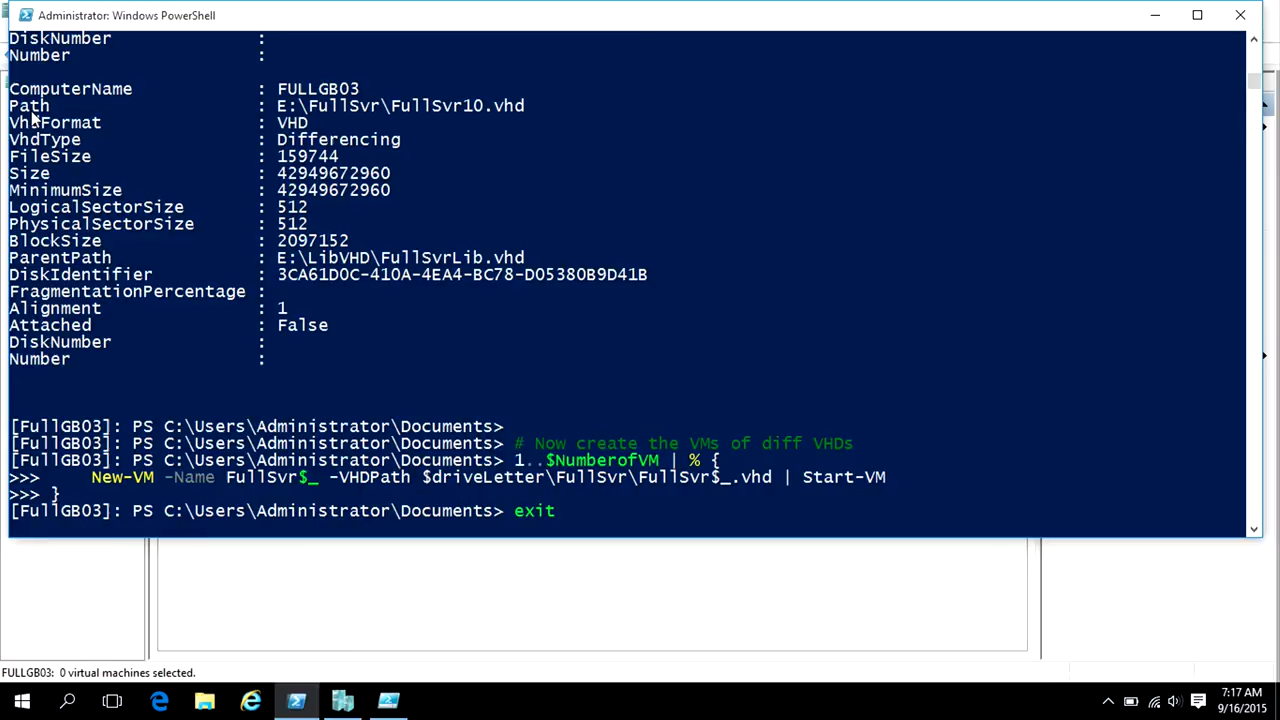 Administrator: Windows PowerShell
DiskNumber :
Number :
ComputerName : FULLGB03
Path : E:\FullSvr\FullSvr10.vhd
VhdFormat : VHD
VhdType : Differencing
FileSize : 159744
Size : 42949672960
MinimumSize : 42949672960
LogicalSectorSize : 512
PhysicalSectorSize : 512
BlockSize : 2097152
ParentPath : E:\LibVHD\FullSvrLib.vhd
DiskIdentifier : 3CA61D0C-410A-4EA4-BC78-D05380B9D41B
FragmentationPercentage :
Alignment : 1
Attached : False
DiskNumber :
Number :
[FullGB03]: PS C:\Users\Administrator\Documents>
[FullGB03]: PS C:\Users\Administrator\Documents> # Now create the VMs of diff VHDs
[FullGB03]: PS C:\Users\Administrator\Documents> 1..$NumberofVM | % {
>>> New-VM -Name FullSvr$_ -VHDPath $driveLetter\FullSvr\FullSvr$_.vhd | Start-VM
>>> }
[FullGB03]: PS C:\Users\Administrator\Documents> exit
FULLGB03: 0 virtual machines selected.
7:17 AM
9/16/2015